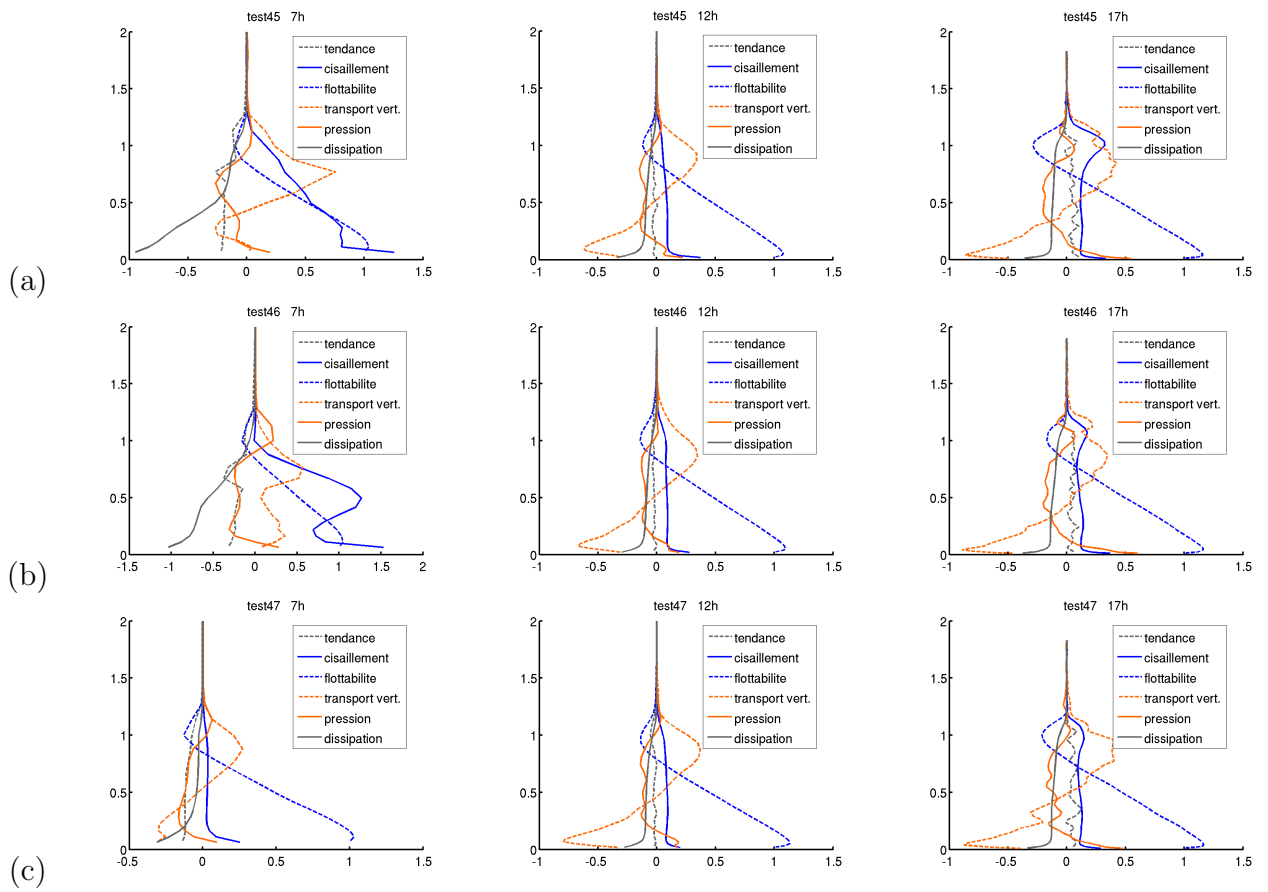 test45 7h
2
1.5
1
0.5
0
-1 -0.5 0 0.5 1 1.5
tendance
cisaillement
flottabilite
transport vert.
pression
dissipation
test45 12h
2
1.5
1
0.5
0
-1 -0.5 0 0.5 1 1.5
tendance
cisaillement
flottabilite
transport vert.
pression
dissipation
test45 17h
2
1.5
1
0.5
0
-1 -0.5 0 0.5 1 1.5
tendance
cisaillement
flottabilite
transport vert.
pression
dissipation
(a)
test46 7h
2
1.5
1
0.5
0
-1.5 -1 -0.5 0 0.5 1 1.5 2
tendance
cisaillement
flottabilite
transport vert.
pression
dissipation
test46 12h
2
1.5
1
0.5
0
-1 -0.5 0 0.5 1 1.5
tendance
cisaillement
flottabilite
transport vert.
pression
dissipation
test46 17h
2
1.5
1
0.5
0
-1 -0.5 0 0.5 1 1.5
tendance
cisaillement
flottabilite
transport vert.
pression
dissipation
(b)
test47 7h
2
1.5
1
0.5
0
-0.5 0 0.5 1 1.5
tendance
cisaillement
flottabilite
transport vert.
pression
dissipation
test47 12h
2
1.5
1
0.5
0
-1 -0.5 0 0.5 1 1.5
tendance
cisaillement
flottabilite
transport vert.
pression
dissipation
test47 17h
2
1.5
1
0.5
0
-1 -0.5 0 0.5 1 1.5
tendance
cisaillement
flottabilite
transport vert.
pression
dissipation
(c)